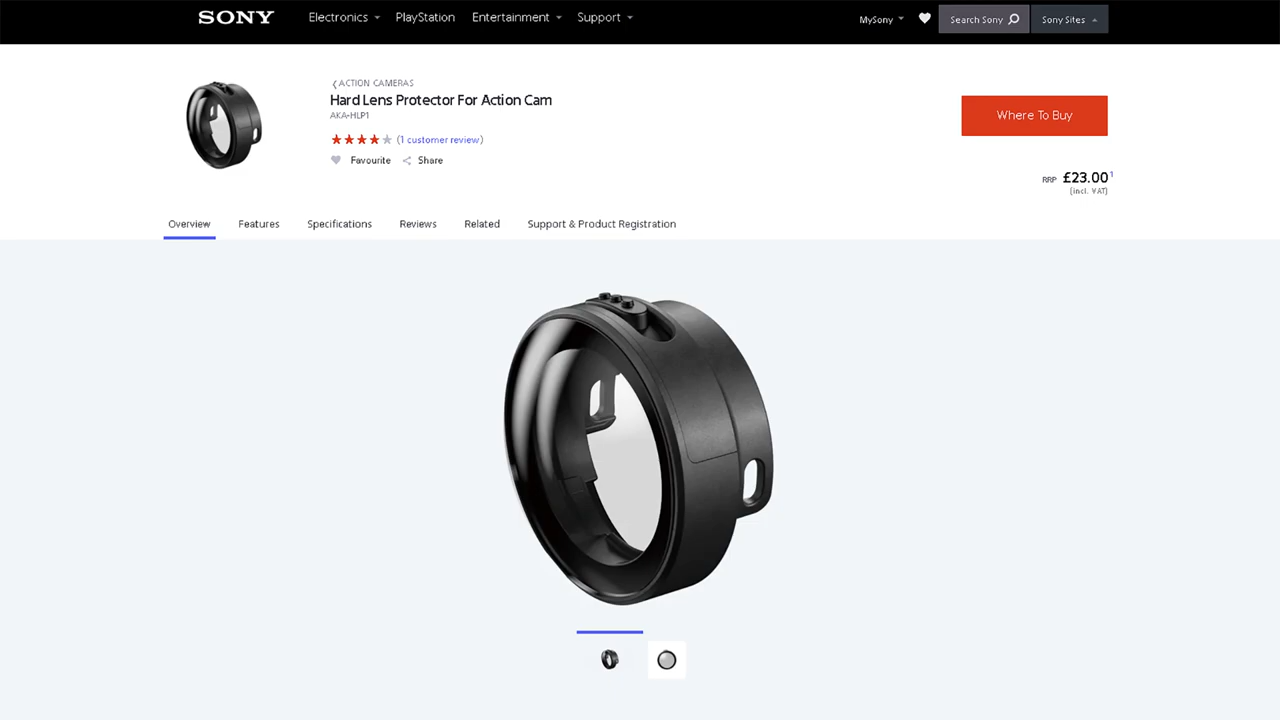 SONY Electronics PlayStation Entertainment Support MySony Search Sony Sony Sites
ACTION CAMERAS
Hard Lens Protector For Action Cam
AKA-HLP1
(1 customer review)
Favourite Share
Where To Buy
RRP £23.00 1
(incl. VAT)
Overview Features Specifications Reviews Related Support & Product Registration